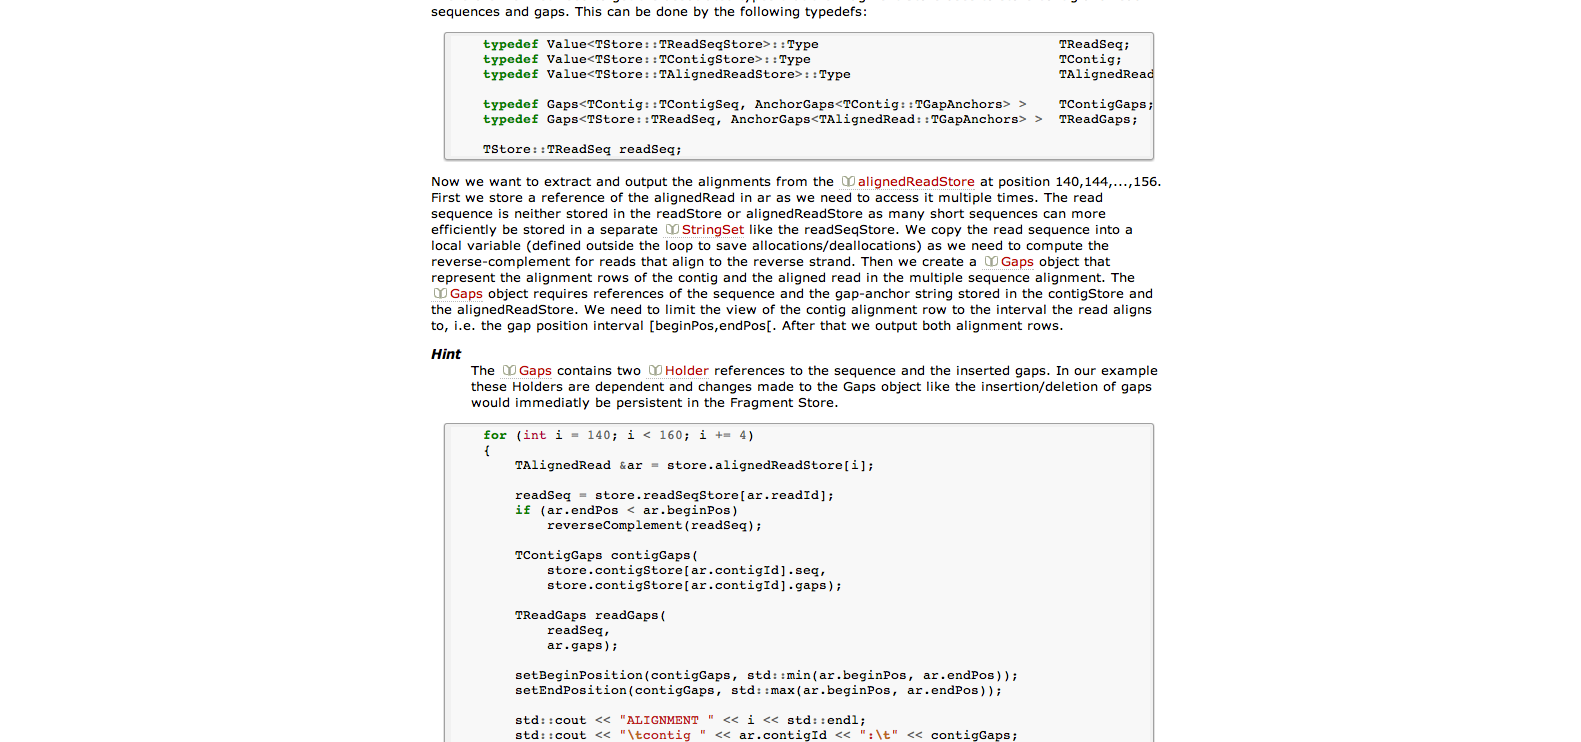 sequences and gaps. This can be done by the following typedefs:
typedef Value<TStore::TReadSeqStore>::Type TReadSeq;
typedef Value<TStore::TContigStore>::Type TContig;
typedef Value<TStore::TAlignedReadStore>::Type TAlignedRead
typedef Gaps<TContig::TContigSeq, AnchorGaps<TContig::TGapAnchors> > TContigGaps;
typedef Gaps<TStore::TReadSeq, AnchorGaps<TAlignedRead::TGapAnchors> > TReadGaps;
TStore::TReadSeq readSeq;
Now we want to extract and output the alignments from the alignedReadStore at position 140,144,...,156.
First we store a reference of the alignedRead in ar as we need to access it multiple times. The read
sequence is neither stored in the readStore or alignedReadStore as many short sequences can more
efficiently be stored in a separate StringSet like the readSeqStore. We copy the read sequence into a
local variable (defined outside the loop to save allocations/deallocations) as we need to compute the
reverse-complement for reads that align to the reverse strand. Then we create a Gaps object that
represent the alignment rows of the contig and the aligned read in the multiple sequence alignment. The
Gaps object requires references of the sequence and the gap-anchor string stored in the contigStore and
the alignedReadStore. We need to limit the view of the contig alignment row to the interval the read aligns
to, i.e. the gap position interval [beginPos,endPos[. After that we output both alignment rows.
Hint
The Gaps contains two Holder references to the sequence and the inserted gaps. In our example
these Holders are dependent and changes made to the Gaps object like the insertion/deletion of gaps
would immediatly be persistent in the Fragment Store.
for (int i = 140; i < 160; i += 4)
{
TAlignedRead &ar = store.alignedReadStore[i];
readSeq = store.readSeqStore[ar.readId];
if (ar.endPos < ar.beginPos)
reverseComplement(readSeq);
TContigGaps contigGaps(
store.contigStore[ar.contigId].seq,
store.contigStore[ar.contigId].gaps);
TReadGaps readGaps(
readSeq,
ar.gaps);
setBeginPosition(contigGaps, std::min(ar.beginPos, ar.endPos));
setEndPosition(contigGaps, std::max(ar.beginPos, ar.endPos));
std::cout << "ALIGNMENT " << i << std::endl;
std::cout << "\tcontig " << ar.contigId << ":\t" << contigGaps;